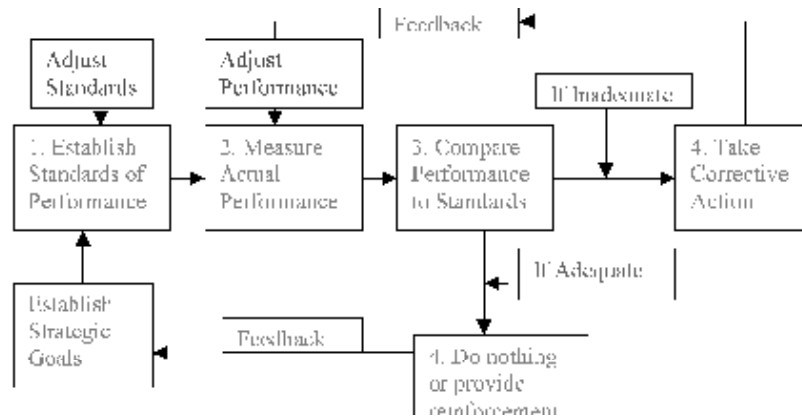 Feedback
Adjust
Standards
Adjust
Performance
If Inadequate
1. Establish
Standards of
Performance
2. Measure
Actual
Performance
3. Compare
Performance
to Standards
4. Take
Corrective
Action
If Adequate
Establish
Strategic
Goals
Feedback
4. Do nothing
or provide
reinforcement